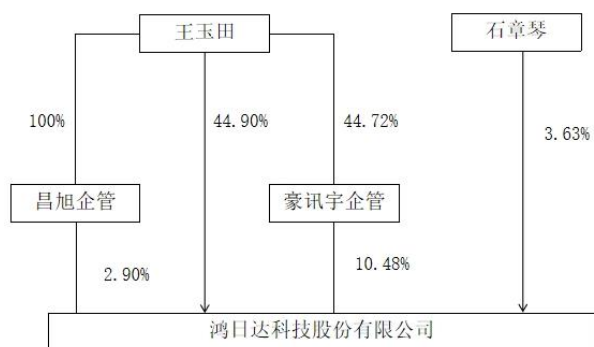 王玉田
石章琴
100%
44.90%
44.72%
3.63%
昌旭企管
豪讯宇企管
2.90%
10.48%
鸿日达科技股份有限公司